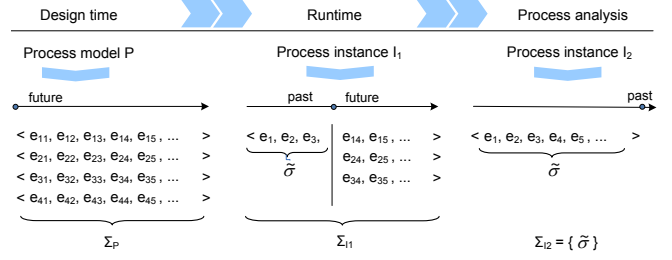 Design time Runtime Process analysis
Process model P Process instance I₁ Process instance I₂
future past future past
< e₁₁, e₁₂, e₁₃, e₁₄, e₁₅, ... > < e₁, e₂, e₃, e₁₄, e₁₅, ... > < e₁, e₂, e₃, e₄, e₅, ... >
< e₂₁, e₂₂, e₂₃, e₂₄, e₂₅, ... > e₂₄, e₂₅, ... >
< e₃₁, e₃₂, e₃₃, e₃₄, e₃₅, ... > σ̃ e₃₄, e₃₅, ... > σ̃
< e₄₁, e₄₂, e₄₃, e₄₄, e₄₅, ... >
Σ_P Σ_I1 Σ_I2 = { σ̃ }